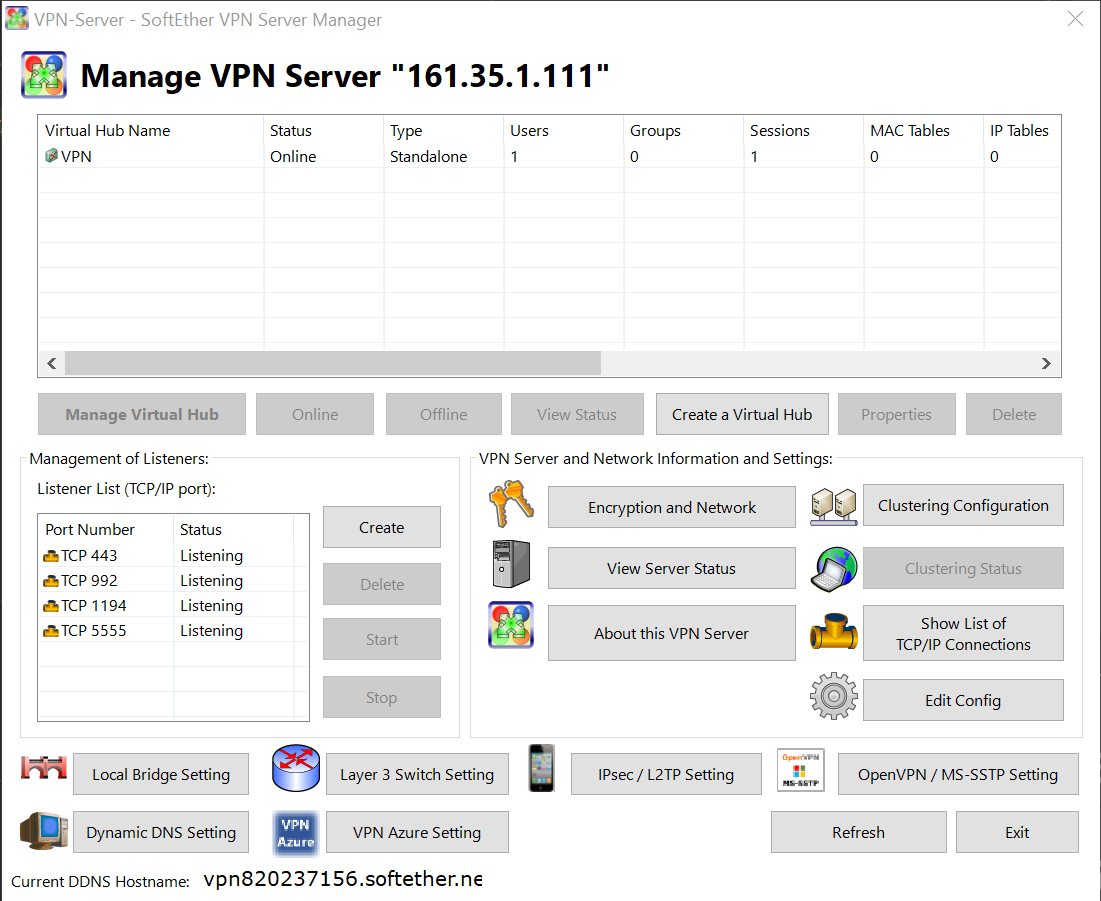 VPN-Server - SoftEther VPN Server Manager
Manage VPN Server "161.35.1.111"
Virtual Hub Name Status Type Users Groups Sessions MAC Tables IP Tables
VPN Online Standalone 1 0 1 0 0
Manage Virtual Hub Online Offline View Status Create a Virtual Hub Properties Delete
Management of Listeners:
Listener List (TCP/IP port):
Port Number Status
TCP 443 Listening
TCP 992 Listening
TCP 1194 Listening
TCP 5555 Listening
Create
Delete
Start
Stop
VPN Server and Network Information and Settings:
Encryption and Network
Clustering Configuration
View Server Status
Clustering Status
About this VPN Server
Show List of
TCP/IP Connections
Edit Config
Local Bridge Setting
Layer 3 Switch Setting
IPsec / L2TP Setting
OpenVPN
MS-SSTP
OpenVPN / MS-SSTP Setting
Dynamic DNS Setting
VPN
Azure
VPN Azure Setting
Refresh
Exit
Current DDNS Hostname: vpn820237156.softether.ne